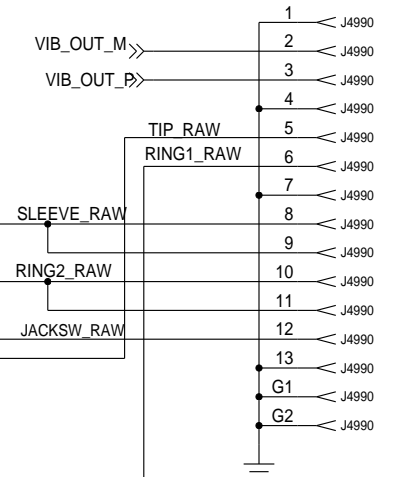 1 J4990
VIB_OUT_M 2 J4990
VIB_OUT_P 3 J4990
4 J4990
TIP_RAW 5 J4990
RING1_RAW 6 J4990
7 J4990
SLEEVE_RAW 8 J4990
9 J4990
RING2_RAW 10 J4990
11 J4990
JACKSW_RAW 12 J4990
13 J4990
G1 J4990
G2 J4990